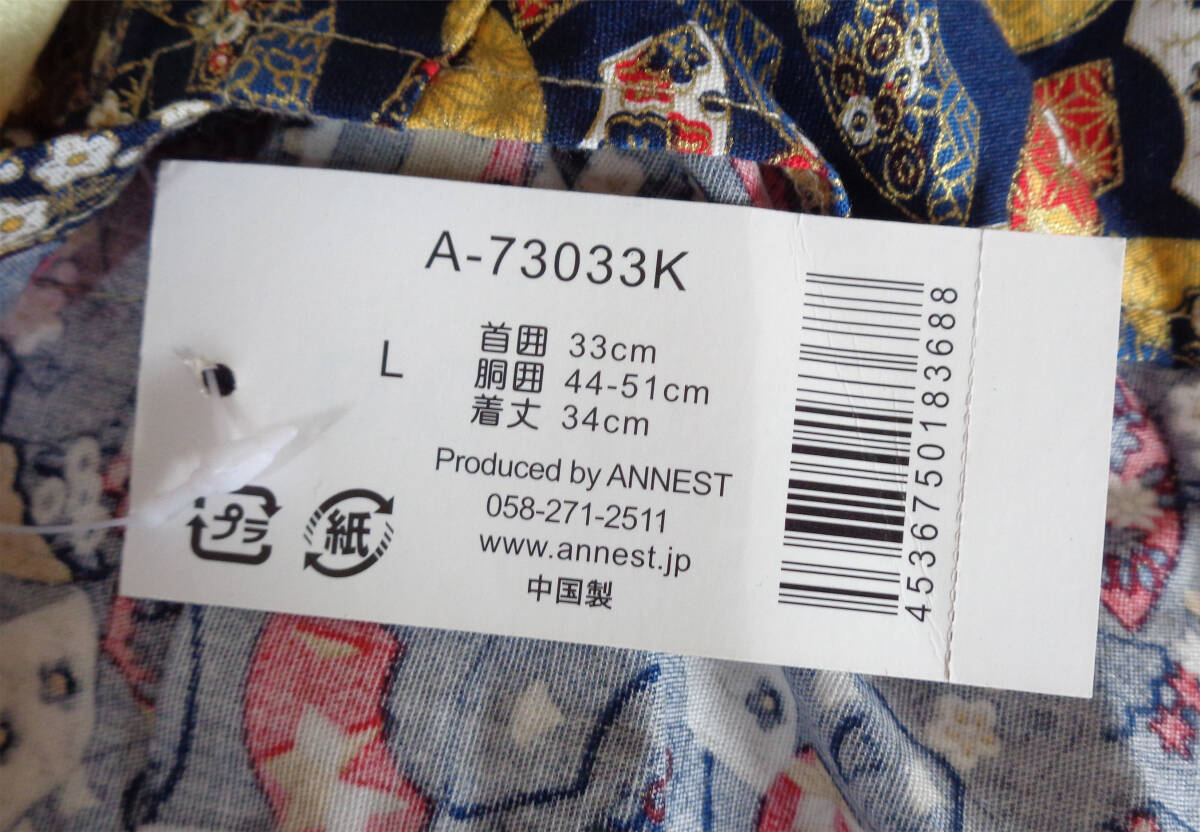 A-73033K
L
首囲 33cm
胴囲 44-51cm
着丈 34cm
Produced by ANNEST
058-271-2511
www.annest.jp
中国製
プラ
紙
4536750183688